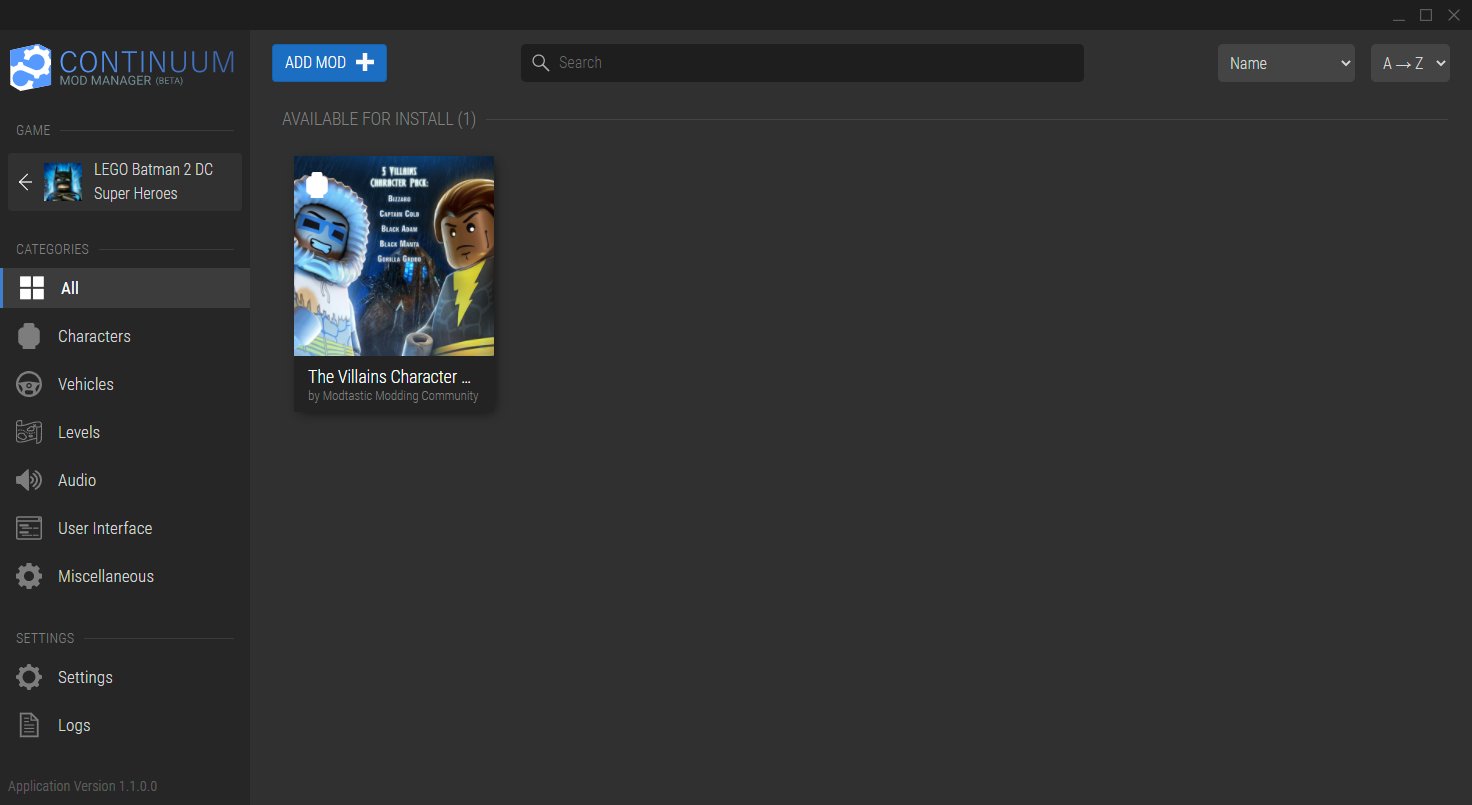 CONTINUUM
MOD MANAGER (BETA)
GAME
LEGO Batman 2 DC
Super Heroes
CATEGORIES
All
Characters
Vehicles
Levels
Audio
User Interface
Miscellaneous
SETTINGS
Settings
Logs
Application Version 1.1.0.0
ADD MOD
Search
Name
A → Z
AVAILABLE FOR INSTALL (1)
5 VILLAINS
CHARACTER PACK:
BIZZARO
CAPTAIN COLD
BLACK ADAM
BLACK MANTA
GORILLA GRODD
The Villains Character ...
by Modtastic Modding Community